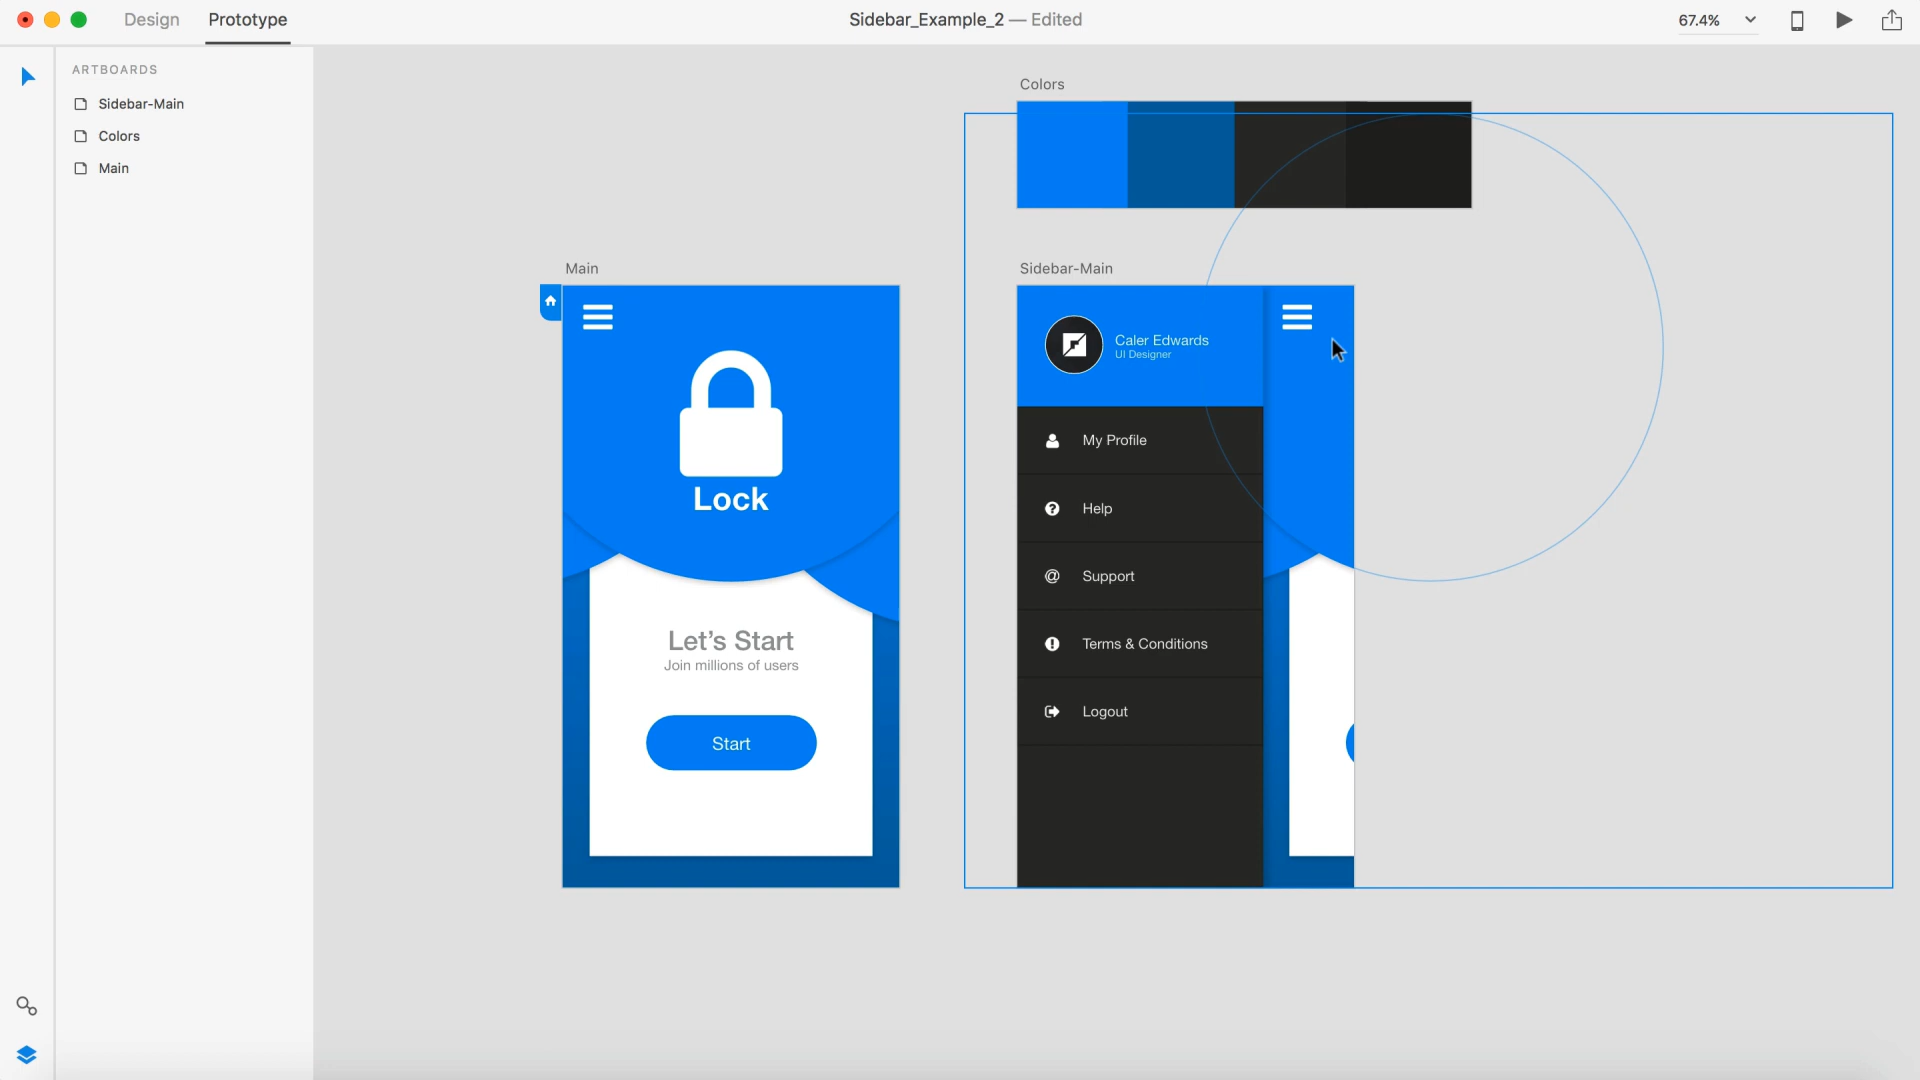 Design
Prototype
Sidebar_Example_2 — Edited
67.4%
ARTBOARDS
Sidebar-Main
Colors
Main
Colors
Main
Sidebar-Main
Lock
Let’s Start
Join millions of users
Start
Caler Edwards
UI Designer
My Profile
Help
@ Support
Terms & Conditions
Logout